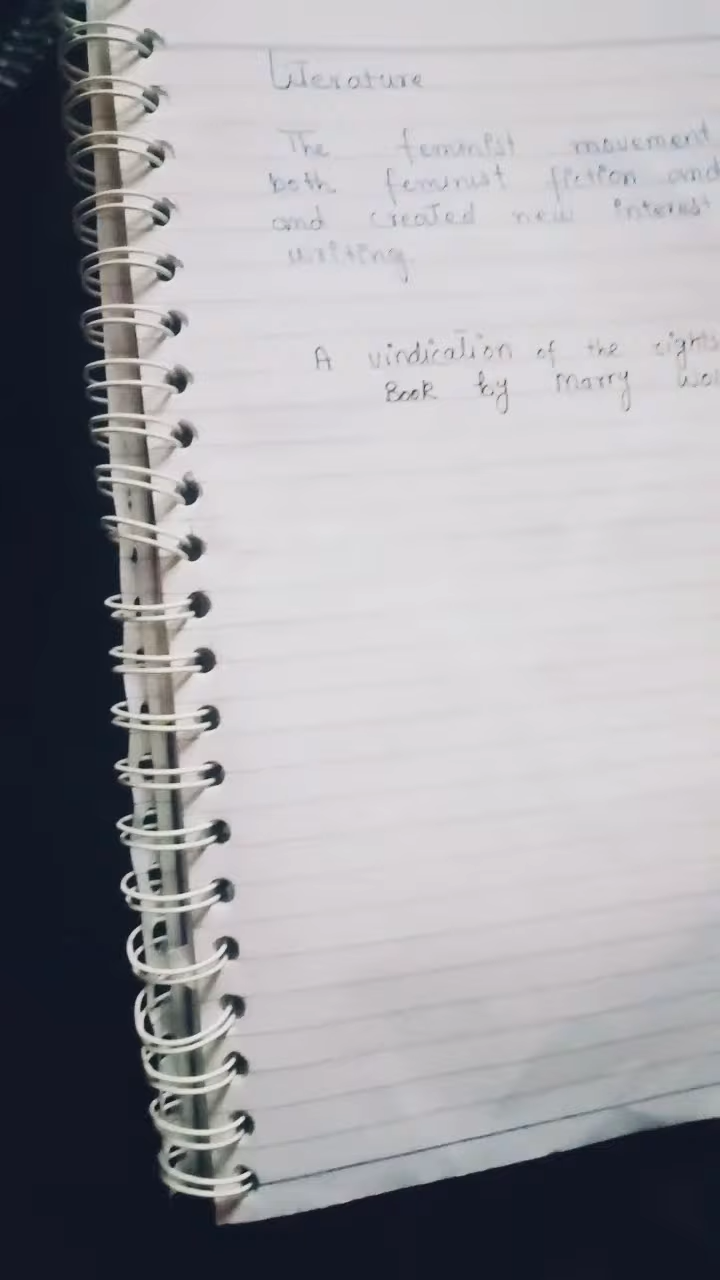 Literature
The feminist movement
both feminist fiction and
and created new interest
writing.
A vindication of the rights
Book by Marry Wol